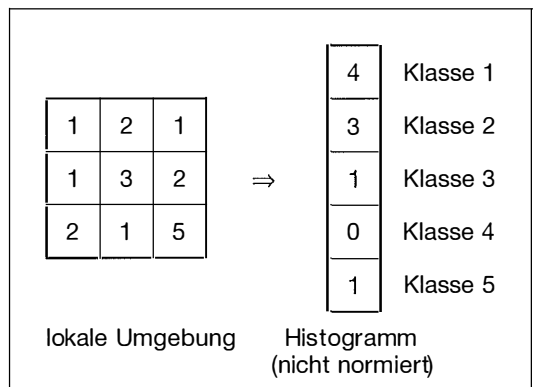 4 Klasse 1
1 2 1
3 Klasse 2
1 3 2 ⇒ 1 Klasse 3
2 1 5
0 Klasse 4
1 Klasse 5
lokale Umgebung Histogramm
(nicht normiert)